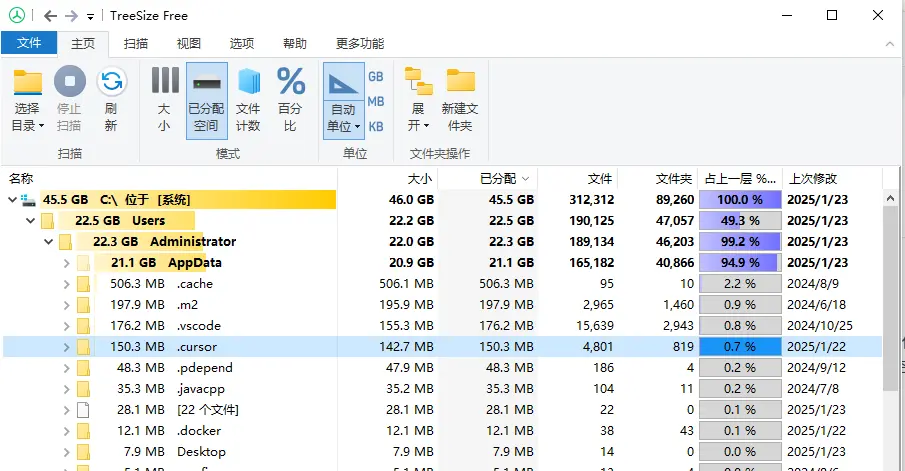 TreeSize Free
文件 主页 扫描 视图 选项 帮助 更多功能
选择目录 停止扫描 刷新 大小 已分配空间 文件计数 百分比 自动单位 GB MB KB 展开 新建文件夹
扫描 模式 单位 文件夹操作
名称 大小 已分配 文件 文件夹 占上一层 %... 上次修改
45.5 GB C:\ 位于 [系统] 46.0 GB 45.5 GB 312,312 89,260 100.0 % 2025/1/23
22.5 GB Users 22.2 GB 22.5 GB 190,125 47,057 49.3 % 2025/1/23
22.3 GB Administrator 22.0 GB 22.3 GB 189,134 46,203 99.2 % 2025/1/23
21.1 GB AppData 20.9 GB 21.1 GB 165,182 40,866 94.9 % 2025/1/23
506.3 MB .cache 506.1 MB 506.3 MB 95 10 2.2 % 2024/8/9
197.9 MB .m2 195.9 MB 197.9 MB 2,965 1,460 0.9 % 2024/6/18
176.2 MB .vscode 155.3 MB 176.2 MB 15,639 2,943 0.8 % 2024/10/25
150.3 MB .cursor 142.7 MB 150.3 MB 4,801 819 0.7 % 2025/1/22
48.3 MB .pdepend 47.9 MB 48.3 MB 186 4 0.2 % 2024/9/12
35.3 MB .javacpp 35.2 MB 35.3 MB 104 11 0.2 % 2024/7/8
28.1 MB [22 个文件] 28.1 MB 28.1 MB 22 0 0.1 % 2025/1/23
12.1 MB .docker 12.1 MB 12.1 MB 38 43 0.1 % 2025/1/22
7.9 MB Desktop 7.9 MB 7.9 MB 14 0 0.0 % 2025/1/23